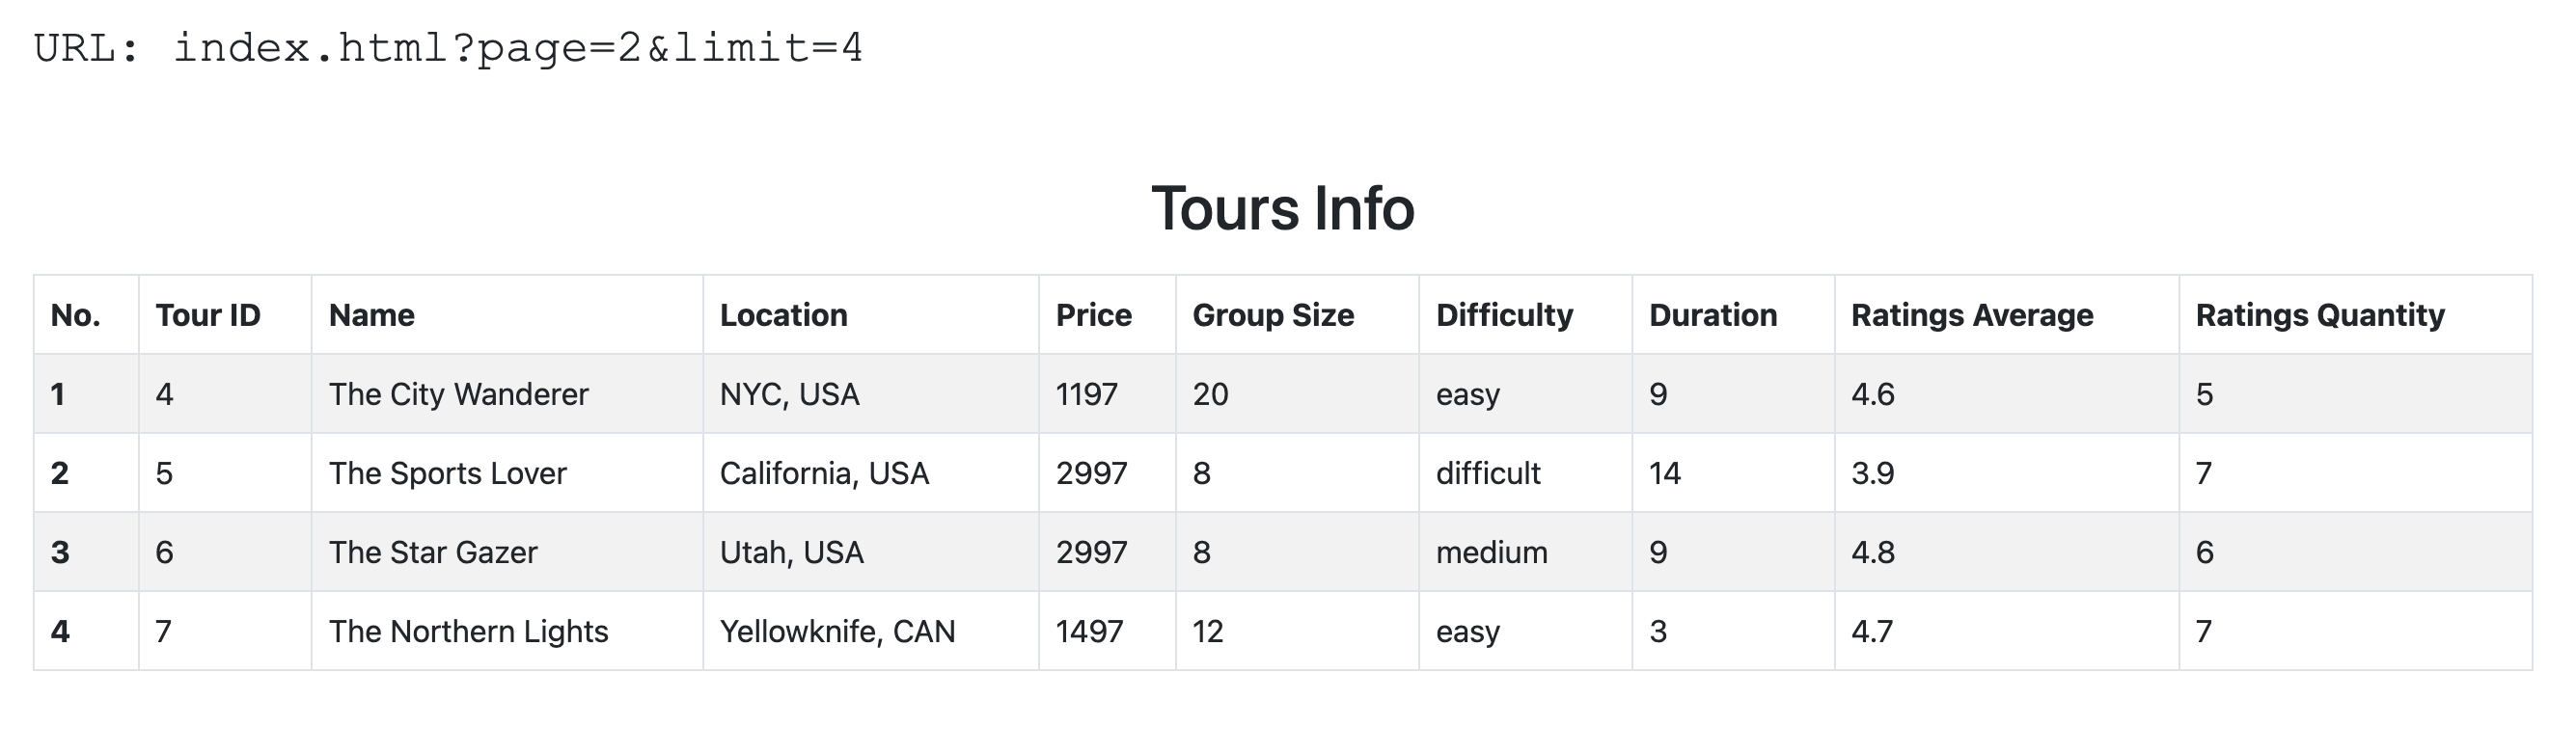 URL: index.html?page=2&limit=4
Tours Info
No. Tour ID Name Location Price Group Size Difficulty Duration Ratings Average Ratings Quantity
1 4 The City Wanderer NYC, USA 1197 20 easy 9 4.6 5
2 5 The Sports Lover California, USA 2997 8 difficult 14 3.9 7
3 6 The Star Gazer Utah, USA 2997 8 medium 9 4.8 6
4 7 The Northern Lights Yellowknife, CAN 1497 12 easy 3 4.7 7